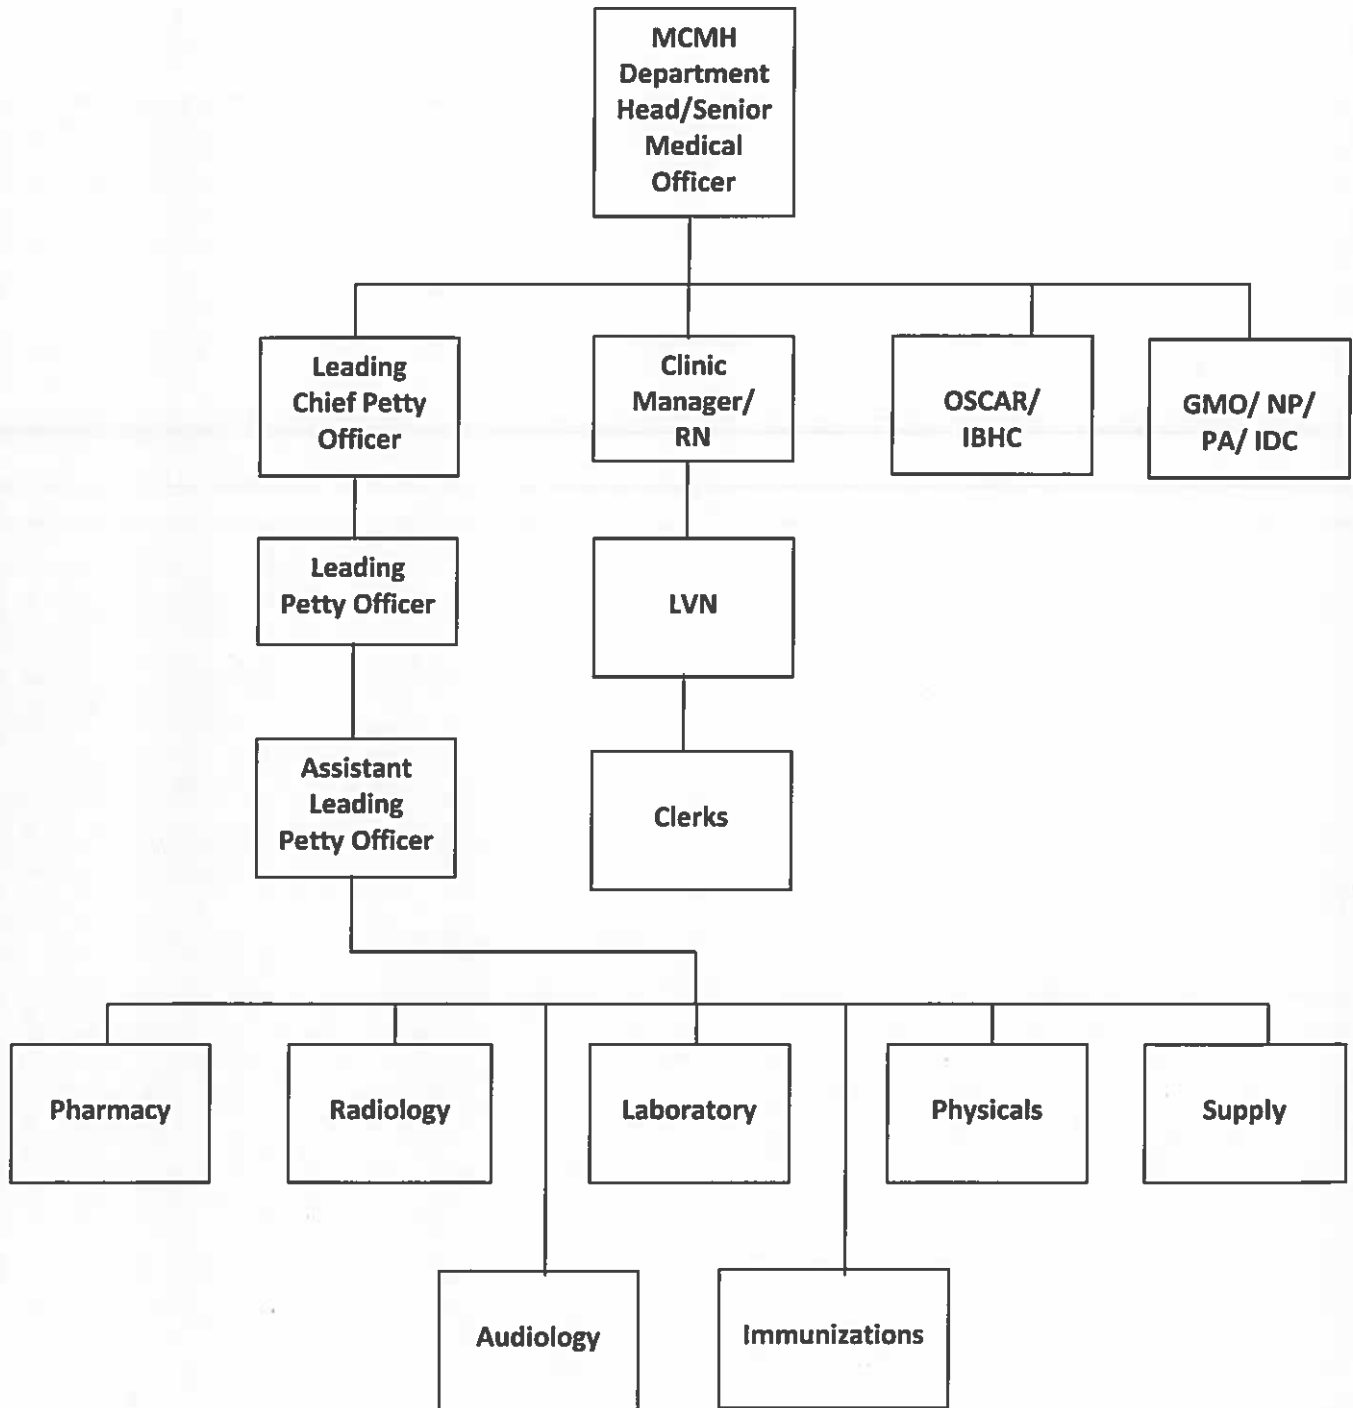 MCMH
Department
Head/Senior
Medical
Officer
Leading
Chief Petty
Officer
Clinic
Manager/
RN
OSCAR/
IBHC
GMO/ NP/
PA/ IDC
Leading
Petty Officer
LVN
Assistant
Leading
Petty Officer
Clerks
Pharmacy
Radiology
Laboratory
Physicals
Supply
Audiology
Immunizations